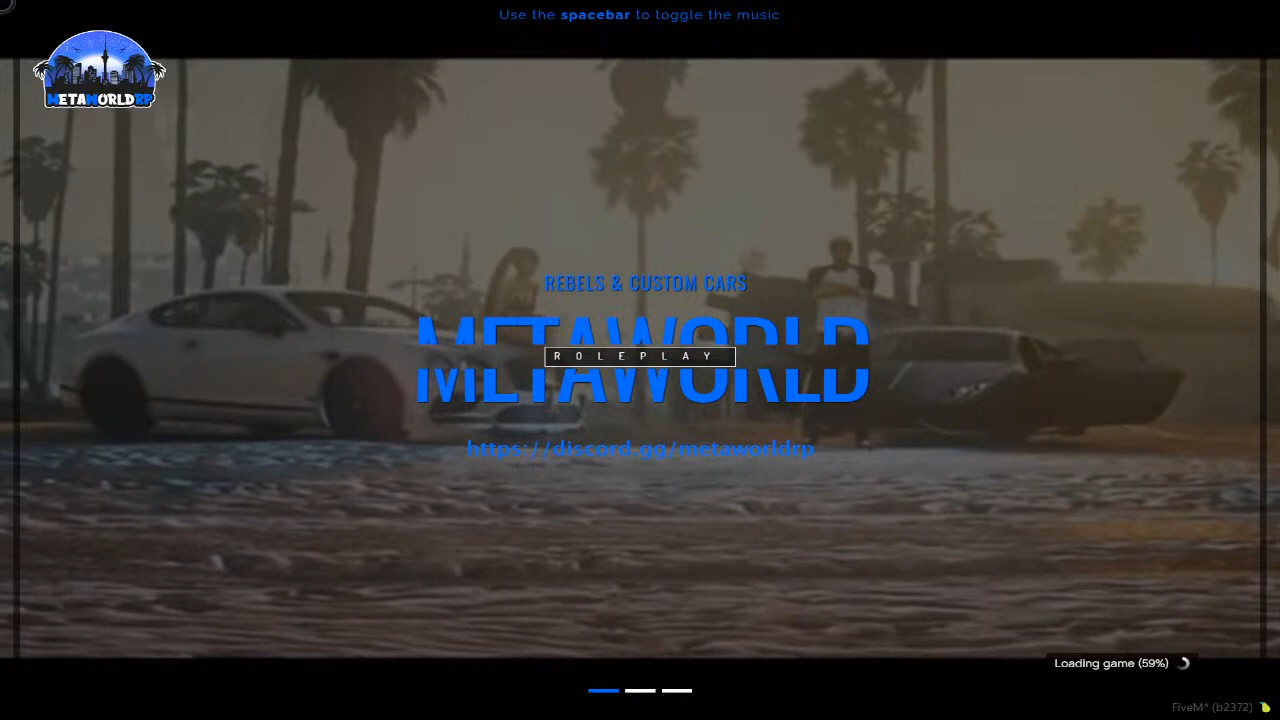 Use the spacebar to toggle the music
METAWORLDRP
REBELS & CUSTOM CARS
METAWORLD
ROLEPLAY
https://discord.gg/metaworldrp
Loading game (59%)
FiveM* (b2372)